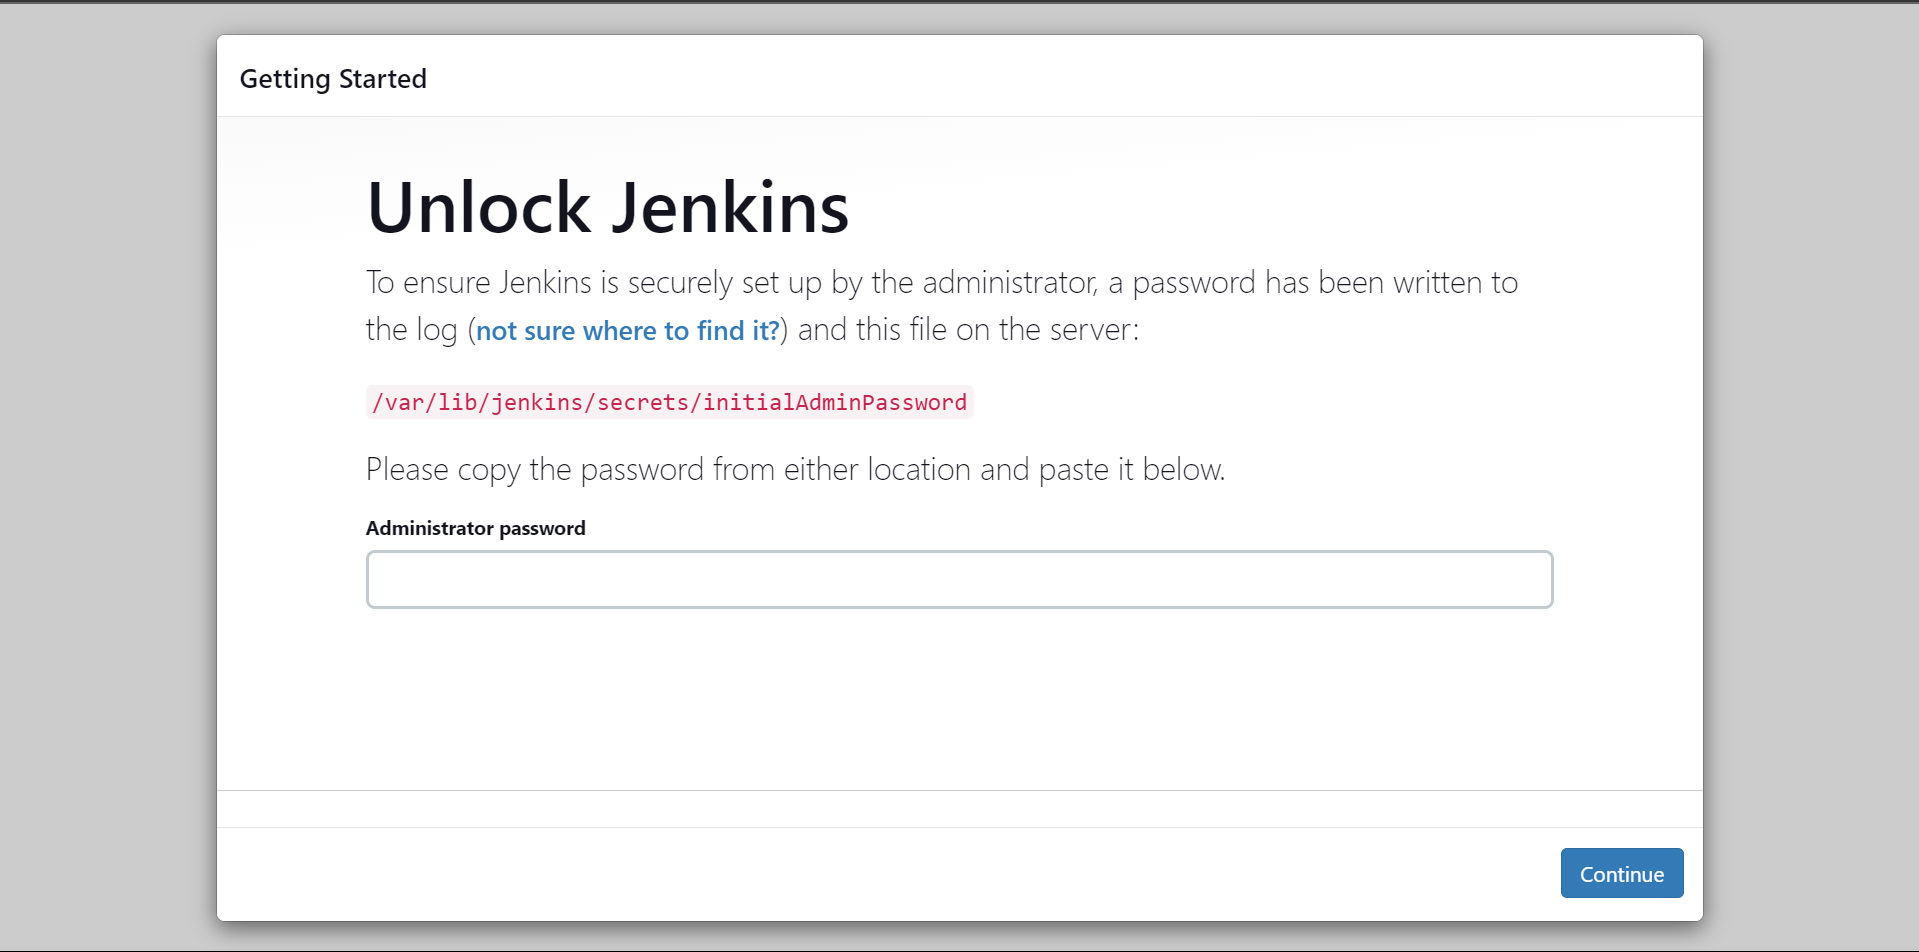 Getting Started
Unlock Jenkins
To ensure Jenkins is securely set up by the administrator, a password has been written to
the log (not sure where to find it?) and this file on the server:
/var/lib/jenkins/secrets/initialAdminPassword
Please copy the password from either location and paste it below.
Administrator password
Continue